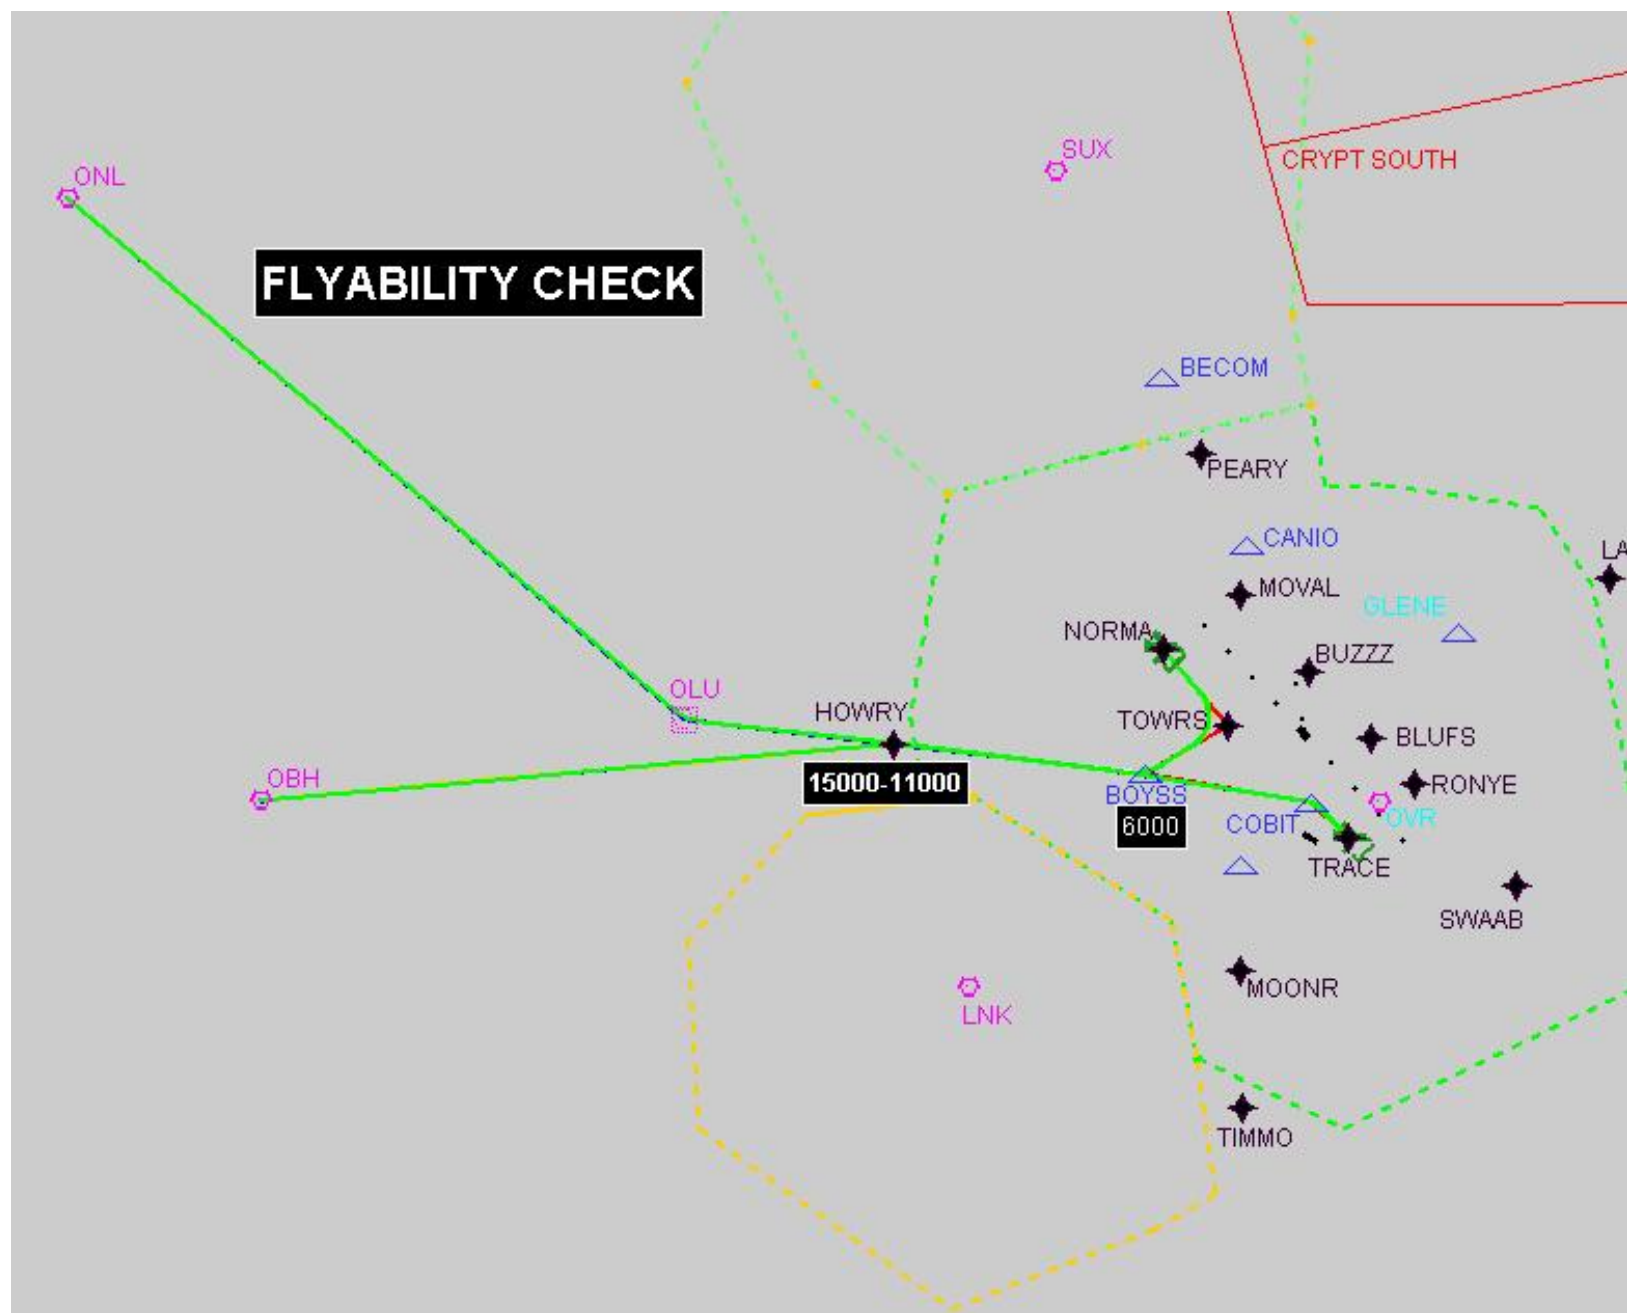 SUX
CRYPT SOUTH
ONL
FLYABILITY CHECK
BECOM
PEARY
CANIO
LA
MOVAL
GLENE
NORMA
BUZZZ
OLU
HOWRY
TOWRS
BLUFS
OBH
15000-11000
BOYSS
RONYE
6000
COBIT
OVR
TRACE
SWAAB
MOONR
LNK
TIMMO